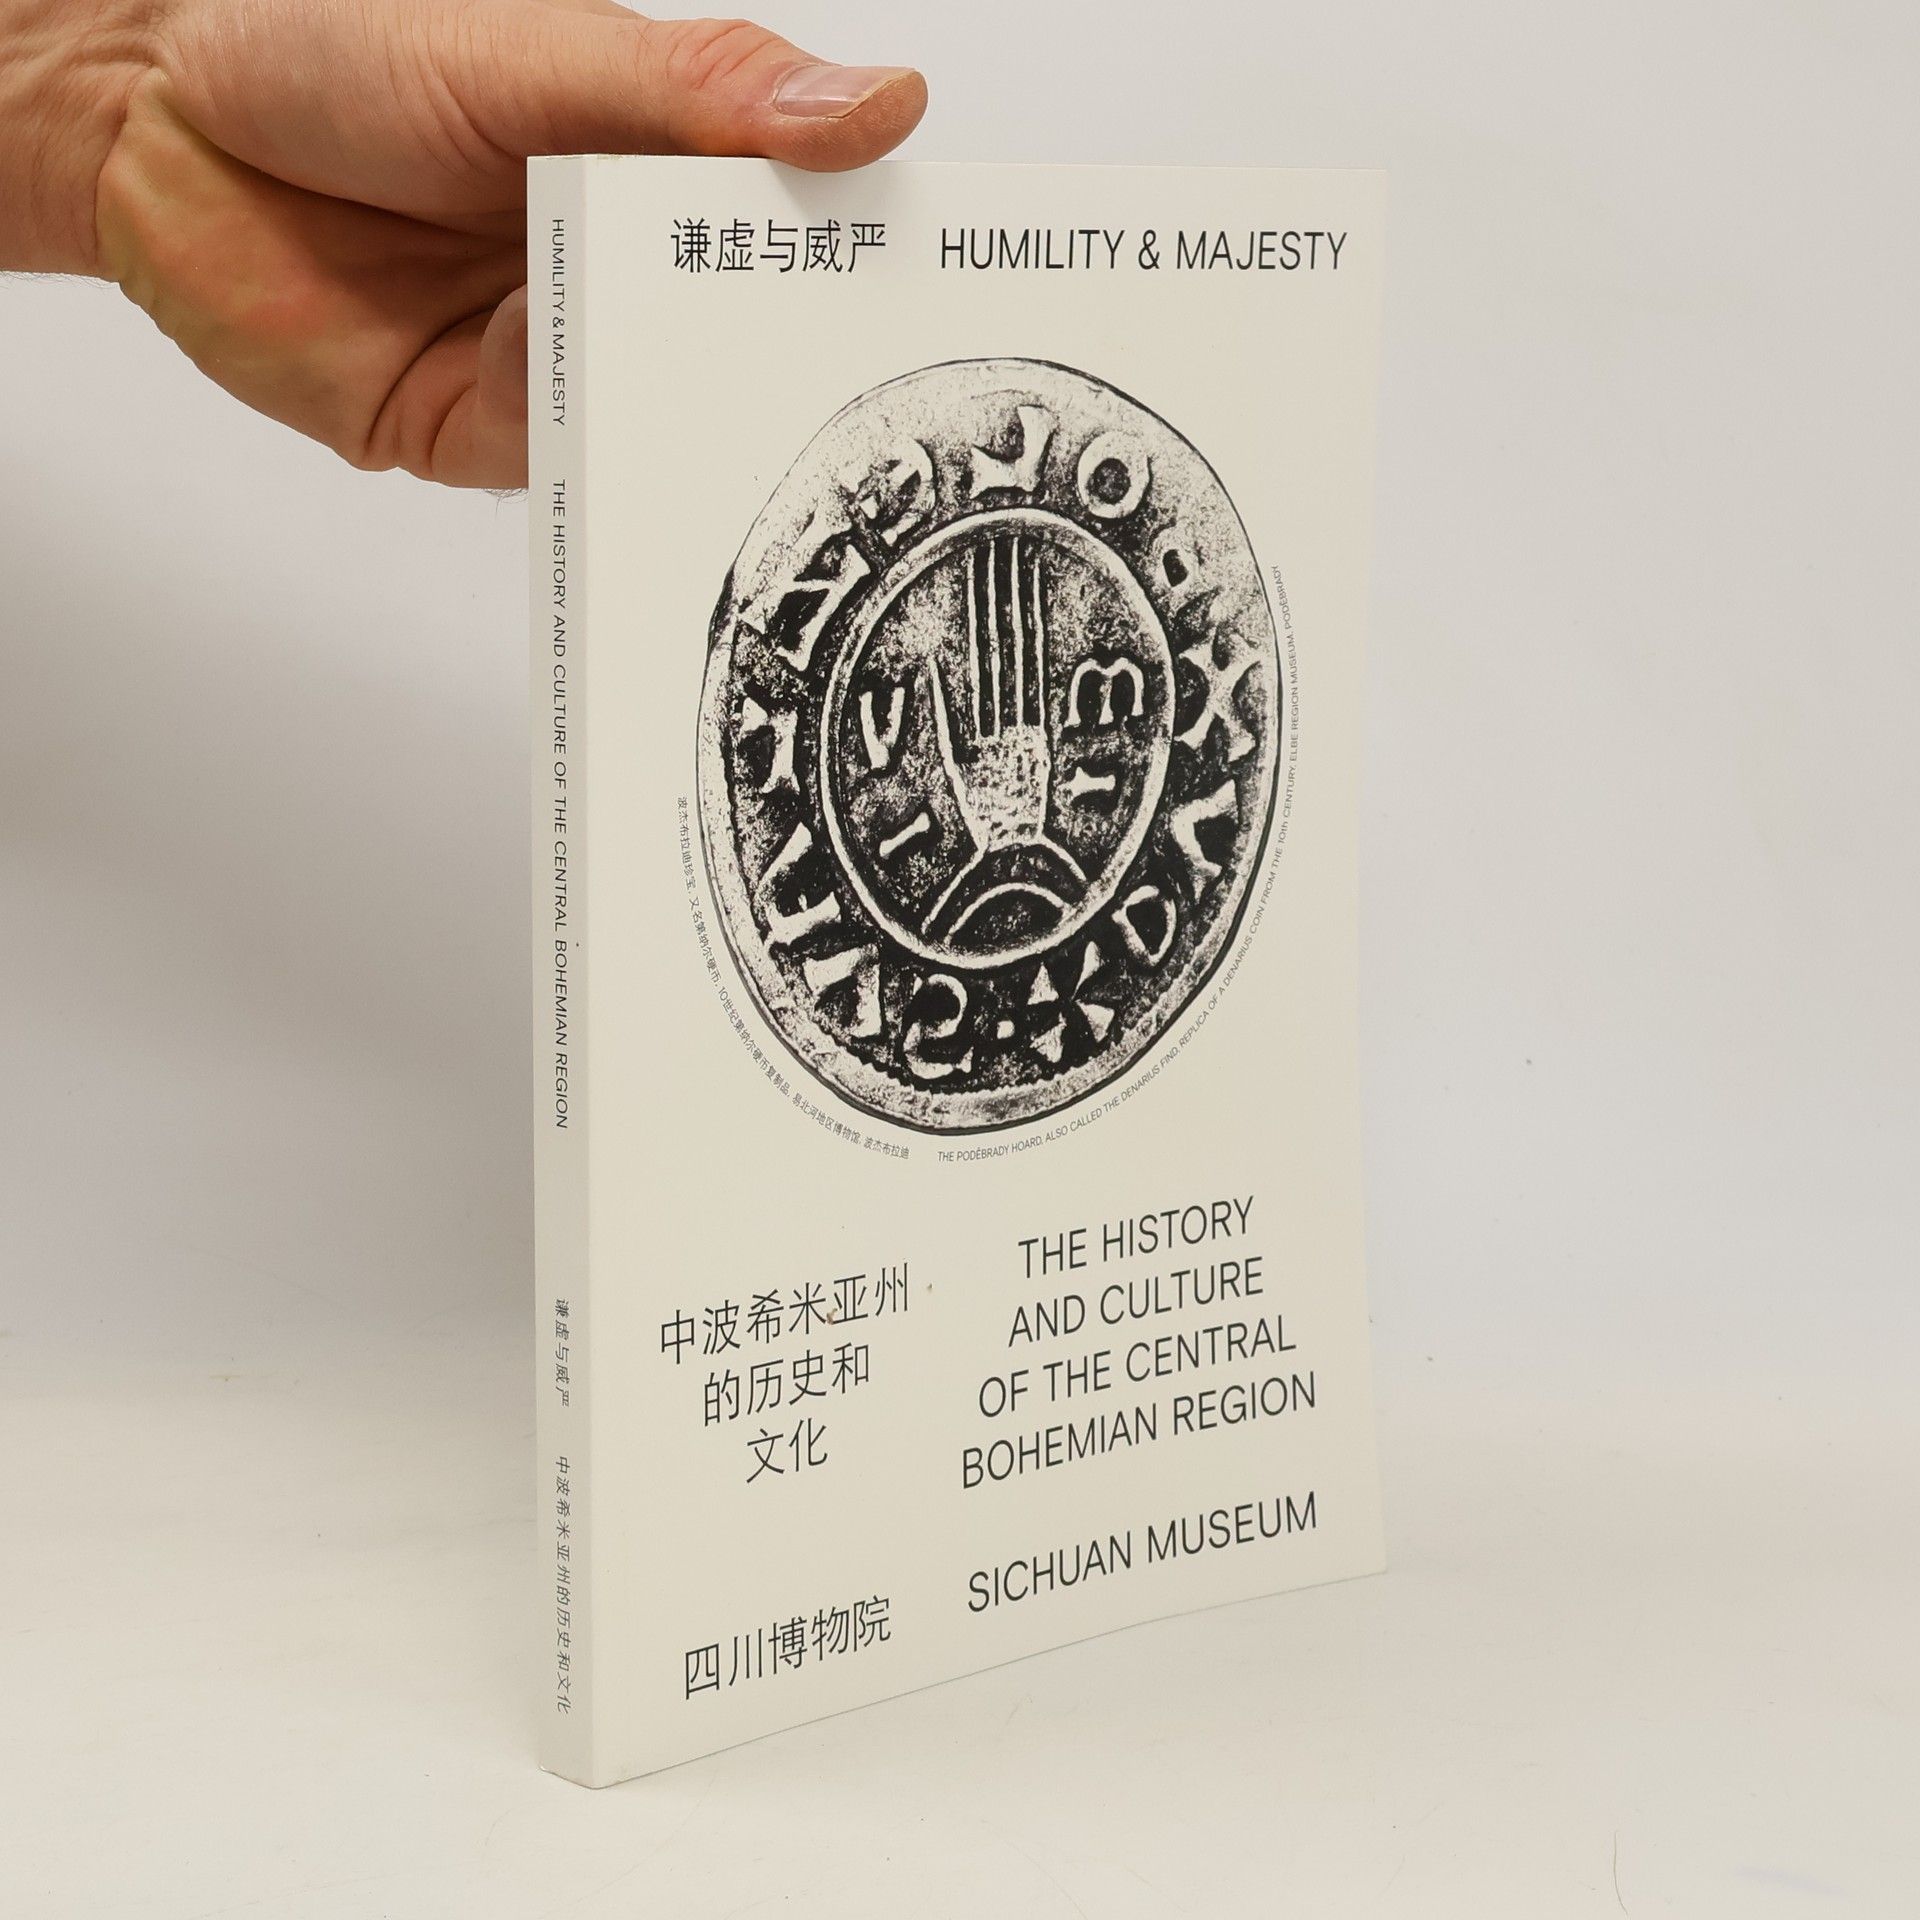 谦虚与威严
HUMILITY & MAJESTY
波杰布拉迪珍宝, 又名第纳尔硬币, 10世纪第纳尔硬币复制品, 易北河地区博物馆, 波杰布拉迪
THE PODĚBRADY HOARD, ALSO CALLED THE DENARIUS FIND, REPLICA OF A DENARIUS COIN FROM THE 10th CENTURY, ELBE REGION MUSEUM, PODĚBRADY
中波希米亚州
的历史和
文化
THE HISTORY
AND CULTURE
OF THE CENTRAL
BOHEMIAN REGION
四川博物院
SICHUAN MUSEUM
HUMILITY & MAJESTY THE HISTORY AND CULTURE OF THE CENTRAL BOHEMIAN REGION 谦虚与威严 中波希米亚州的历史和文化